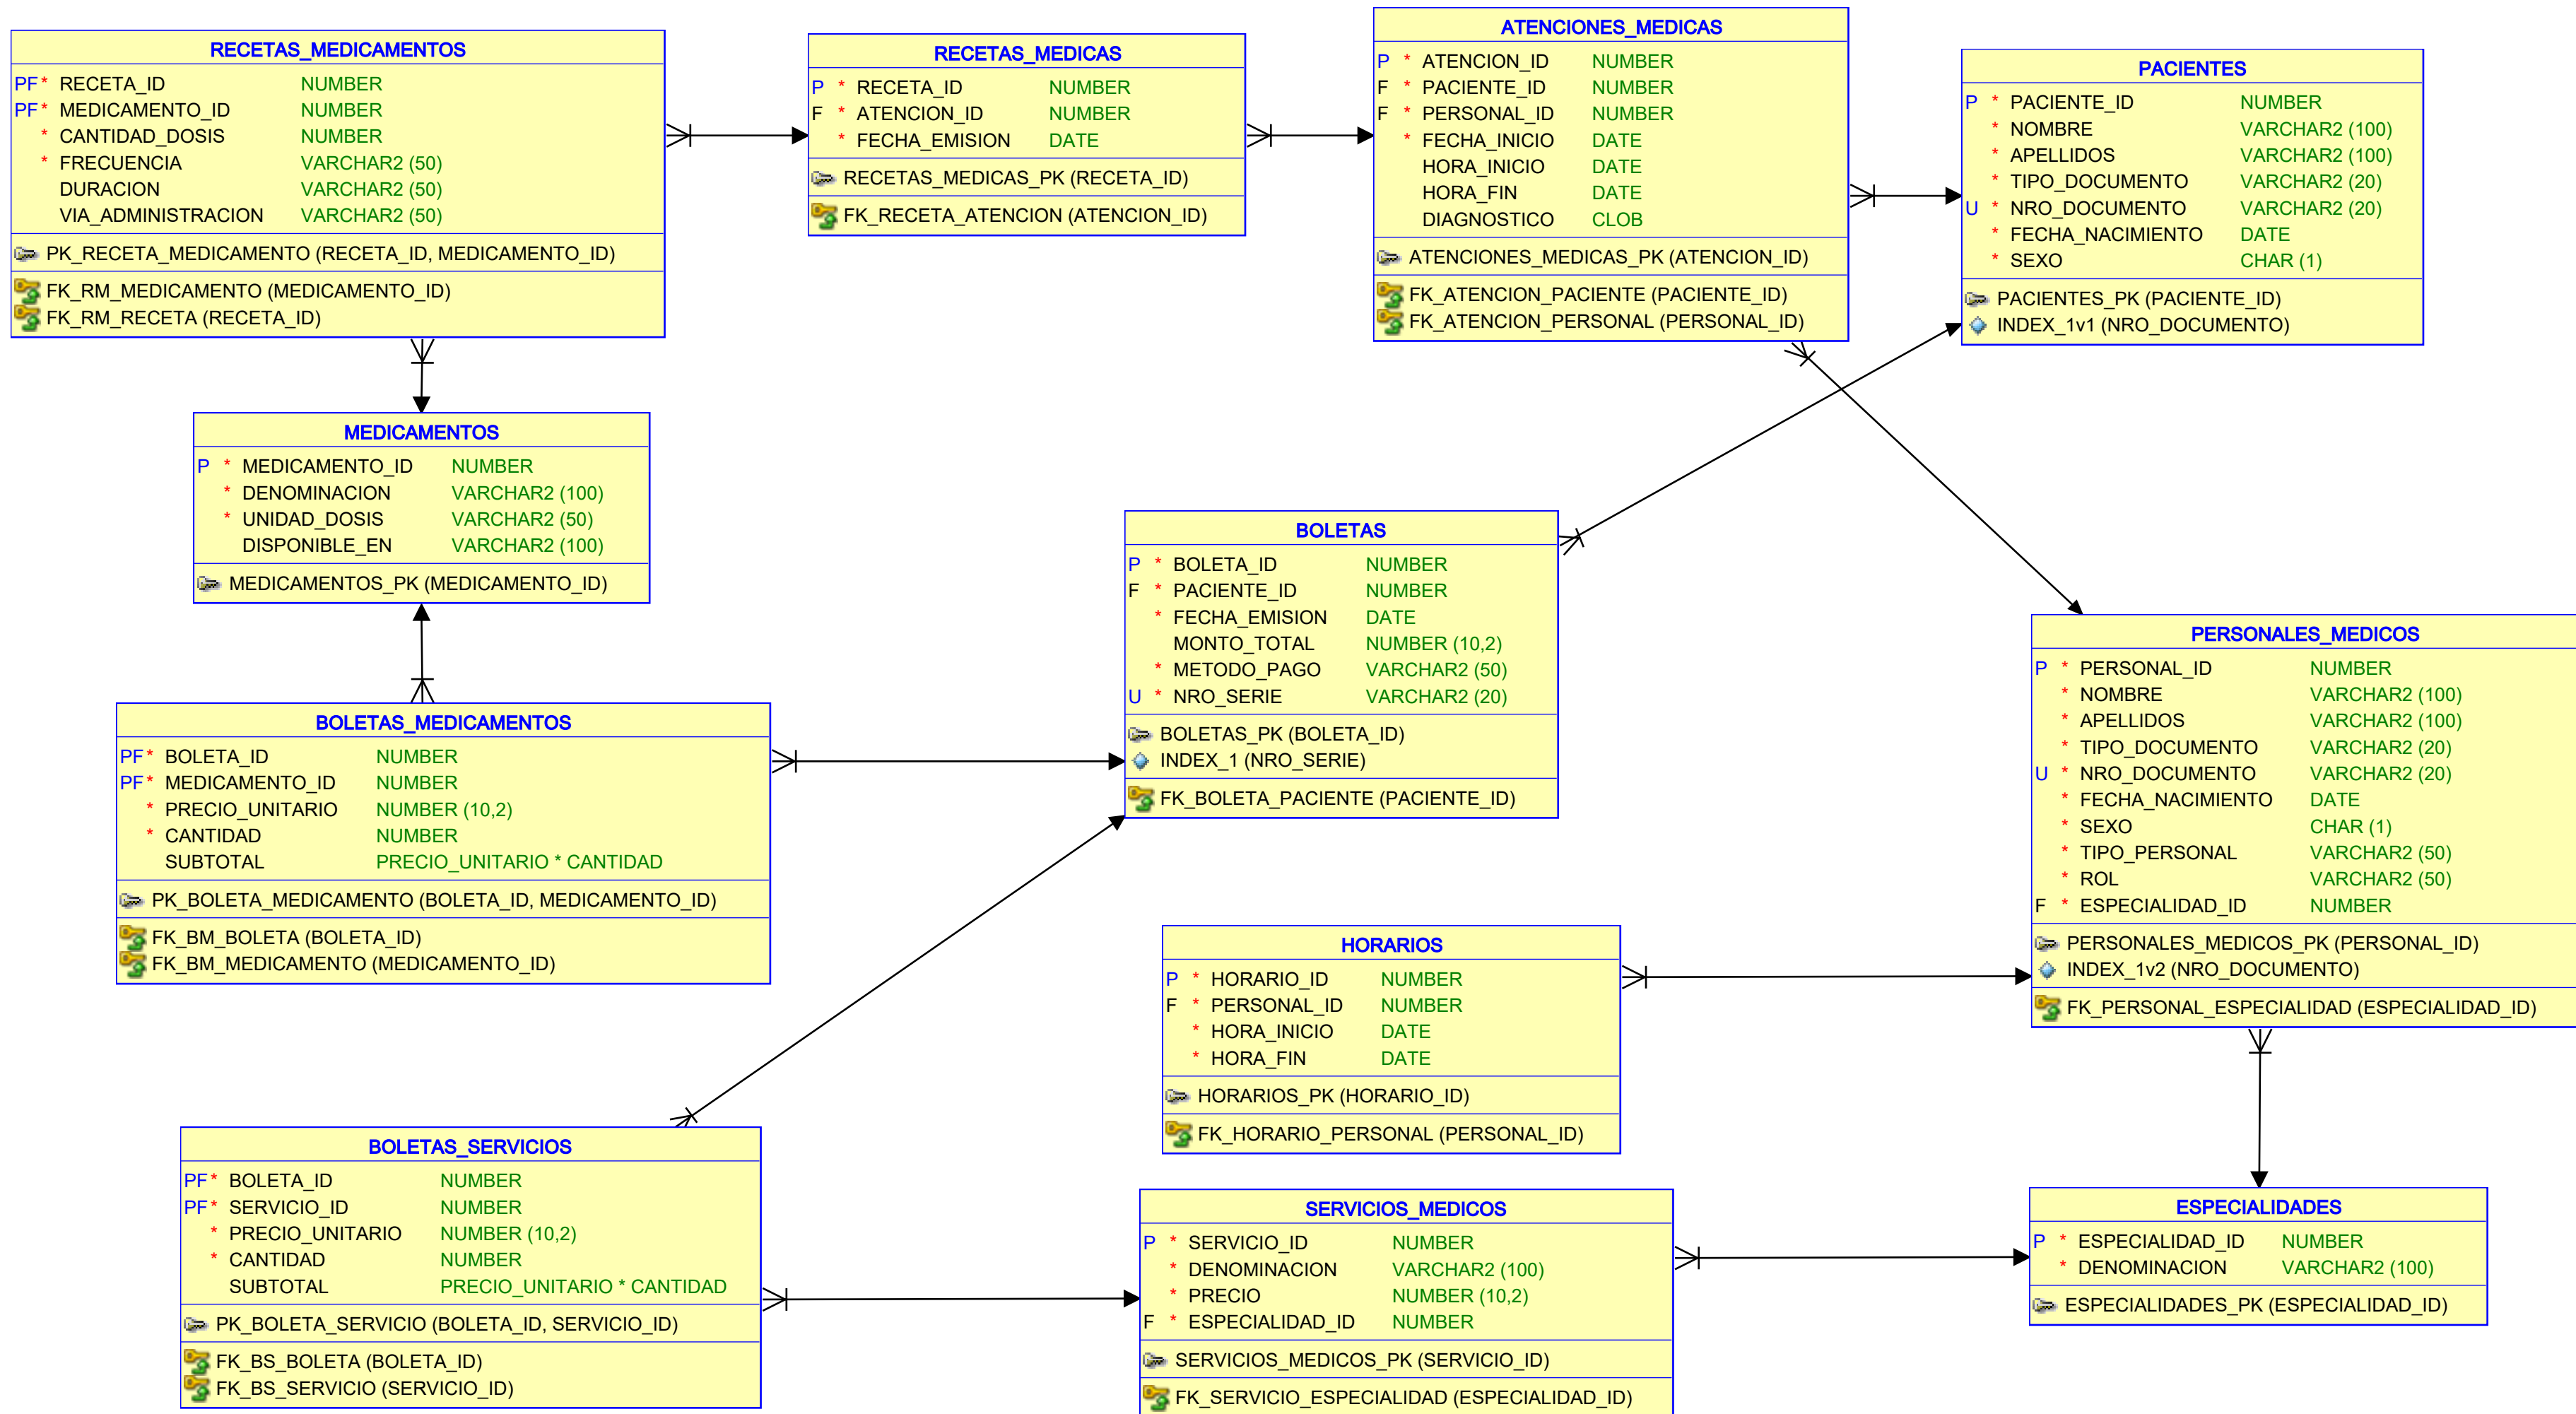 RECETAS_MEDICAMENTOS
PF * RECETA_ID NUMBER
PF * MEDICAMENTO_ID NUMBER
* CANTIDAD_DOSIS NUMBER
* FRECUENCIA VARCHAR2 (50)
DURACION VARCHAR2 (50)
VIA_ADMINISTRACION VARCHAR2 (50)
PK_RECETA_MEDICAMENTO (RECETA_ID, MEDICAMENTO_ID)
FK_RM_MEDICAMENTO (MEDICAMENTO_ID)
FK_RM_RECETA (RECETA_ID)
RECETAS_MEDICAS
P * RECETA_ID NUMBER
F * ATENCION_ID NUMBER
* FECHA_EMISION DATE
RECETAS_MEDICAS_PK (RECETA_ID)
FK_RECETA_ATENCION (ATENCION_ID)
ATENCIONES_MEDICAS
P * ATENCION_ID NUMBER
F * PACIENTE_ID NUMBER
F * PERSONAL_ID NUMBER
* FECHA_INICIO DATE
HORA_INICIO DATE
HORA_FIN DATE
DIAGNOSTICO CLOB
ATENCIONES_MEDICAS_PK (ATENCION_ID)
FK_ATENCION_PACIENTE (PACIENTE_ID)
FK_ATENCION_PERSONAL (PERSONAL_ID)
PACIENTES
P * PACIENTE_ID NUMBER
* NOMBRE VARCHAR2 (100)
* APELLIDOS VARCHAR2 (100)
* TIPO_DOCUMENTO VARCHAR2 (20)
U * NRO_DOCUMENTO VARCHAR2 (20)
* FECHA_NACIMIENTO DATE
* SEXO CHAR (1)
PACIENTES_PK (PACIENTE_ID)
INDEX_1v1 (NRO_DOCUMENTO)
MEDICAMENTOS
P * MEDICAMENTO_ID NUMBER
* DENOMINACION VARCHAR2 (100)
* UNIDAD_DOSIS VARCHAR2 (50)
DISPONIBLE_EN VARCHAR2 (100)
MEDICAMENTOS_PK (MEDICAMENTO_ID)
BOLETAS
P * BOLETA_ID NUMBER
F * PACIENTE_ID NUMBER
* FECHA_EMISION DATE
MONTO_TOTAL NUMBER (10,2)
* METODO_PAGO VARCHAR2 (50)
U * NRO_SERIE VARCHAR2 (20)
BOLETAS_PK (BOLETA_ID)
INDEX_1 (NRO_SERIE)
FK_BOLETA_PACIENTE (PACIENTE_ID)
PERSONALES_MEDICOS
P * PERSONAL_ID NUMBER
* NOMBRE VARCHAR2 (100)
* APELLIDOS VARCHAR2 (100)
* TIPO_DOCUMENTO VARCHAR2 (20)
U * NRO_DOCUMENTO VARCHAR2 (20)
* FECHA_NACIMIENTO DATE
* SEXO CHAR (1)
* TIPO_PERSONAL VARCHAR2 (50)
* ROL VARCHAR2 (50)
F * ESPECIALIDAD_ID NUMBER
PERSONALES_MEDICOS_PK (PERSONAL_ID)
INDEX_1v2 (NRO_DOCUMENTO)
FK_PERSONAL_ESPECIALIDAD (ESPECIALIDAD_ID)
BOLETAS_MEDICAMENTOS
PF * BOLETA_ID NUMBER
PF * MEDICAMENTO_ID NUMBER
* PRECIO_UNITARIO NUMBER (10,2)
* CANTIDAD NUMBER
SUBTOTAL PRECIO_UNITARIO * CANTIDAD
PK_BOLETA_MEDICAMENTO (BOLETA_ID, MEDICAMENTO_ID)
FK_BM_BOLETA (BOLETA_ID)
FK_BM_MEDICAMENTO (MEDICAMENTO_ID)
HORARIOS
P * HORARIO_ID NUMBER
F * PERSONAL_ID NUMBER
* HORA_INICIO DATE
* HORA_FIN DATE
HORARIOS_PK (HORARIO_ID)
FK_HORARIO_PERSONAL (PERSONAL_ID)
BOLETAS_SERVICIOS
PF * BOLETA_ID NUMBER
PF * SERVICIO_ID NUMBER
* PRECIO_UNITARIO NUMBER (10,2)
* CANTIDAD NUMBER
SUBTOTAL PRECIO_UNITARIO * CANTIDAD
PK_BOLETA_SERVICIO (BOLETA_ID, SERVICIO_ID)
FK_BS_BOLETA (BOLETA_ID)
FK_BS_SERVICIO (SERVICIO_ID)
SERVICIOS_MEDICOS
P * SERVICIO_ID NUMBER
* DENOMINACION VARCHAR2 (100)
* PRECIO NUMBER (10,2)
F * ESPECIALIDAD_ID NUMBER
SERVICIOS_MEDICOS_PK (SERVICIO_ID)
FK_SERVICIO_ESPECIALIDAD (ESPECIALIDAD_ID)
ESPECIALIDADES
P * ESPECIALIDAD_ID NUMBER
* DENOMINACION VARCHAR2 (100)
ESPECIALIDADES_PK (ESPECIALIDAD_ID)